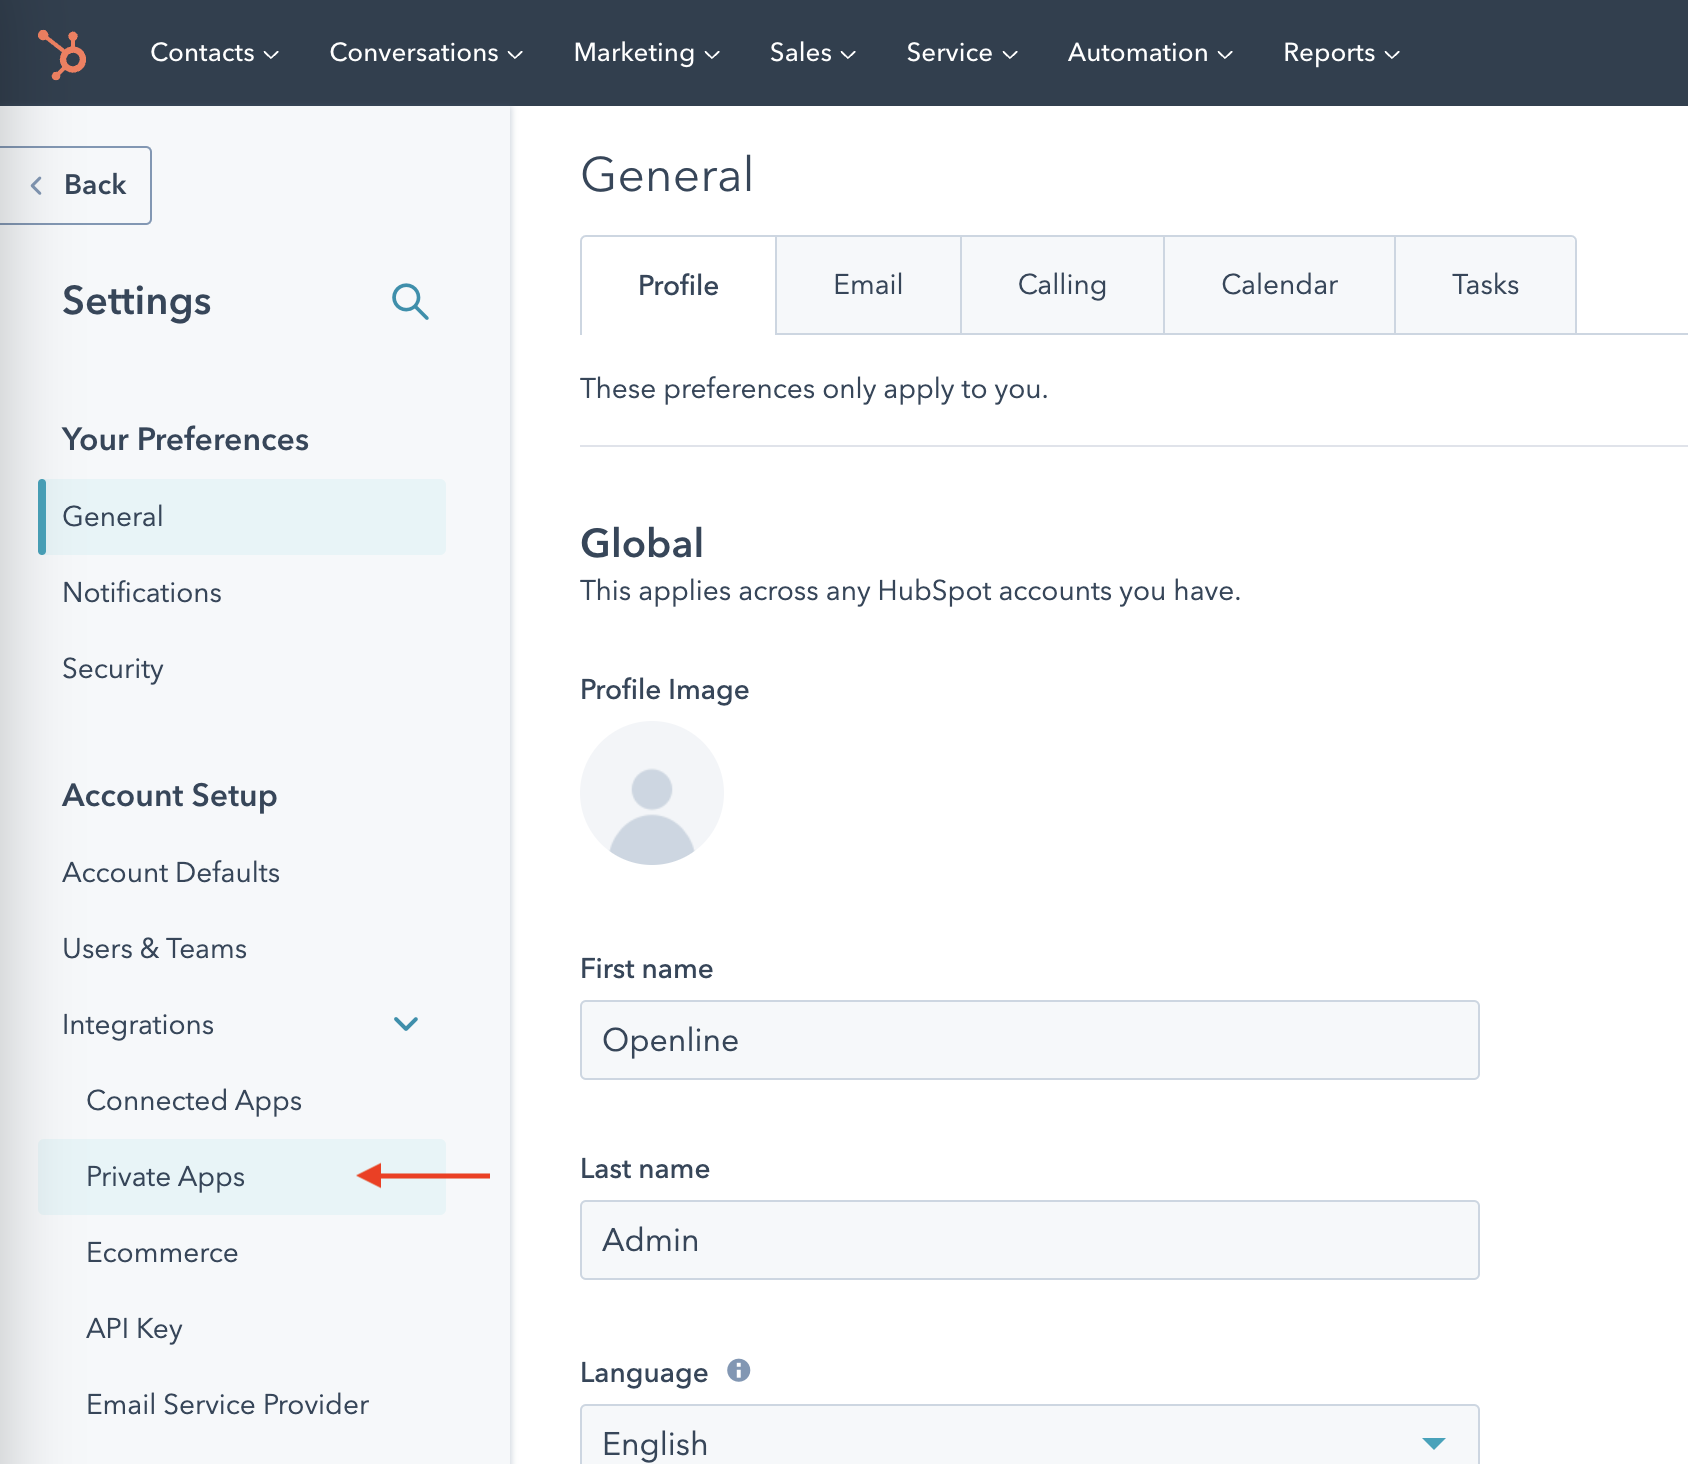 Contacts Conversations Marketing Sales Service Automation Reports
Back
Settings
Your Preferences
General
Notifications
Security
Account Setup
Account Defaults
Users & Teams
Integrations
Connected Apps
Private Apps
Ecommerce
API Key
Email Service Provider
General
Profile Email Calling Calendar Tasks
These preferences only apply to you.
Global
This applies across any HubSpot accounts you have.
Profile Image
First name
Openline
Last name
Admin
Language
English